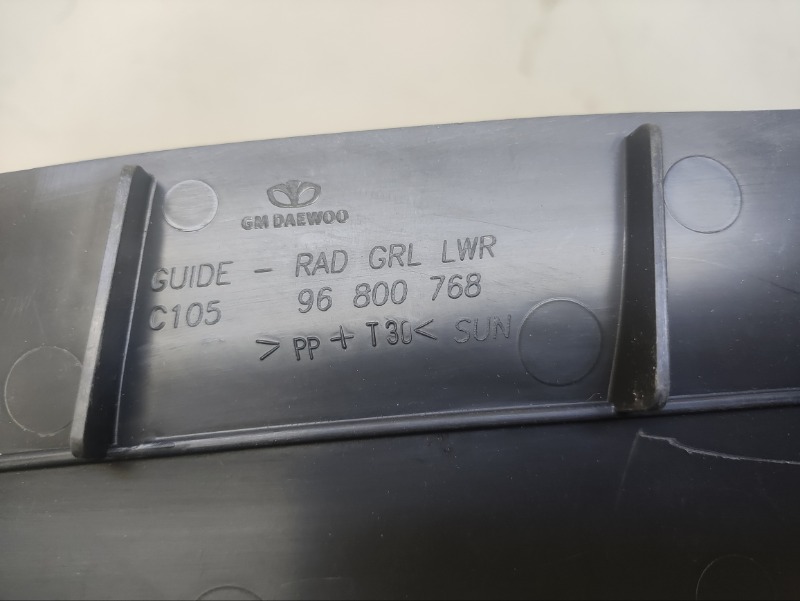 GM DAEWOO
GUIDE - RAD GRL LWR
C105 96 800 768
>PP+T30< SUN